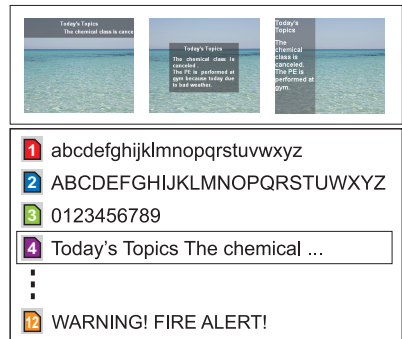 Today's Topics
The chemical class is cance
Today's Topics
The chemical class is
canceled
The PE is performed at
gym because today due
to bad weather.
Today's
Topics
The
chemical
class is
canceled.
The PE is
performed at
gym.
1 abcdefghijklmnopqrstuvwxyz
2 ABCDEFGHIJKLMNOPQRSTUWXYZ
3 0123456789
4 Today's Topics The chemical ...
12 WARNING! FIRE ALERT!